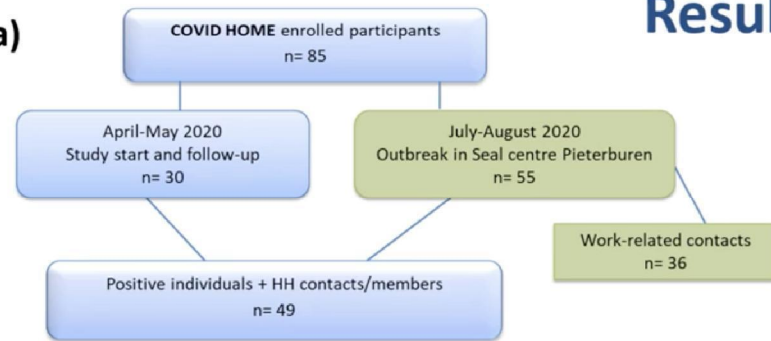 a)
COVID HOME enrolled participants
n= 85
April-May 2020
Study start and follow-up
n= 30
July-August 2020
Outbreak in Seal centre Pieterburen
n= 55
Work-related contacts
n= 36
Positive individuals + HH contacts/members
n= 49